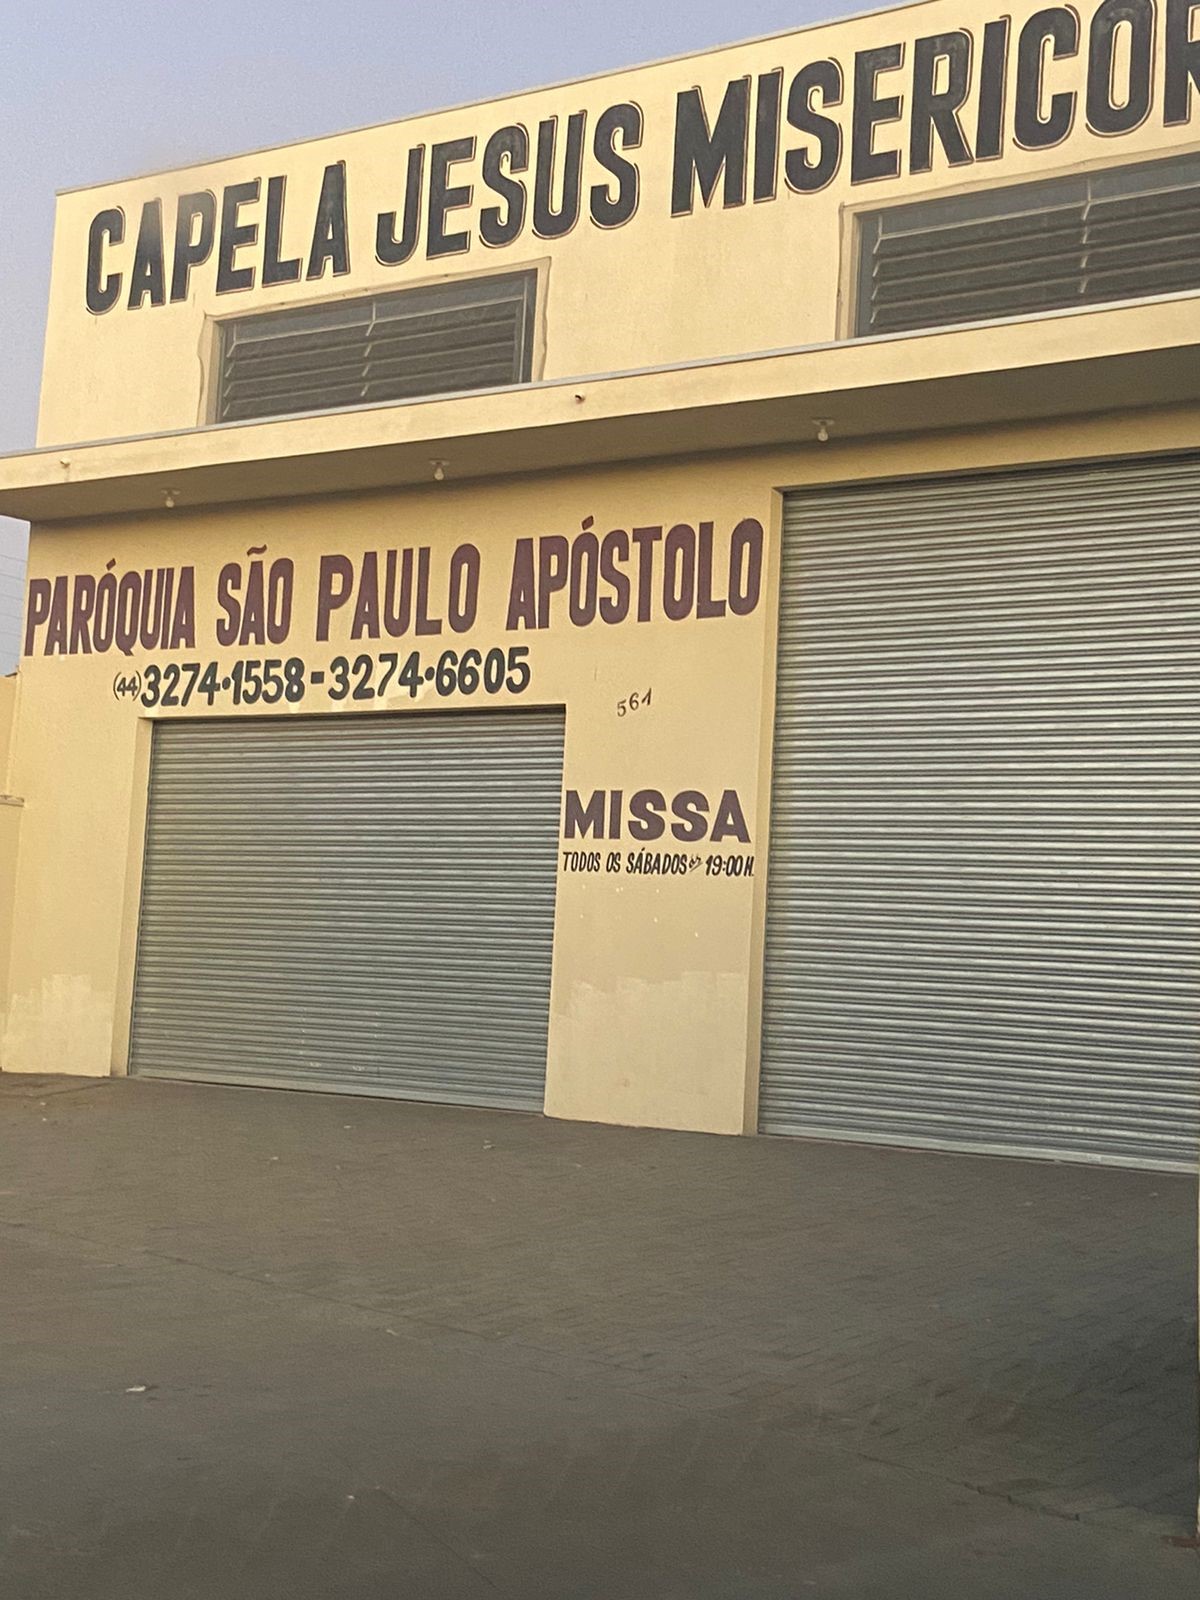 CAPELA JESUS MISERICOR
PARÓQUIA SÃO PAULO APÓSTOLO
(44) 3274·1558-3274·6605
561
MISSA
TODOS OS SÁBADOS às 19:00 H.